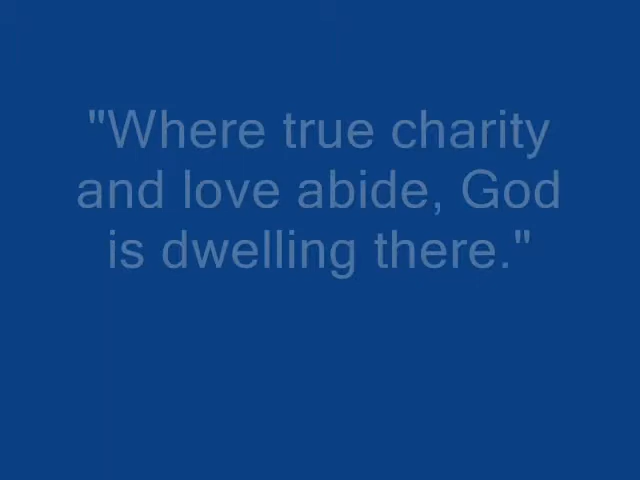 "Where true charity
and love abide, God
is dwelling there."